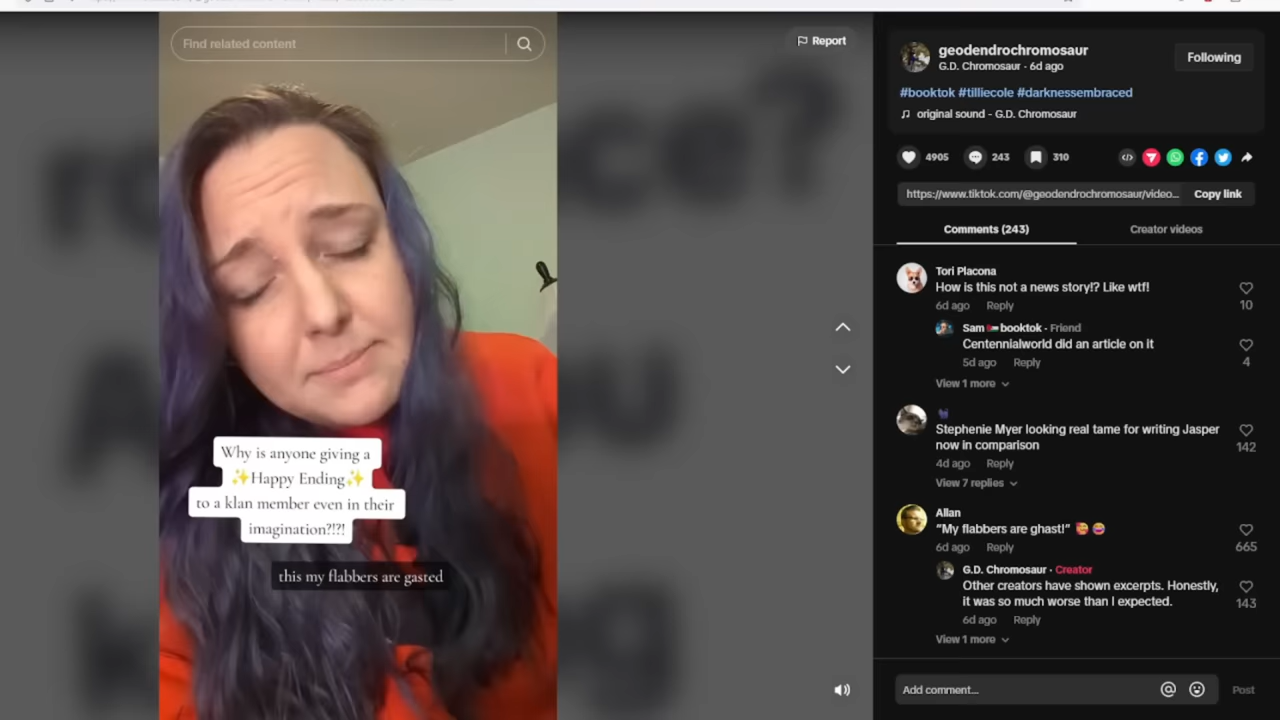 Find related content
Report
Why is anyone giving a
✨Happy Ending✨
to a klan member even in their
imagination?!?!
this my flabbers are gasted
geodendrochromosaur
G.D. Chromosaur · 6d ago
Following
#booktok #tilliecole #darknessembraced
original sound - G.D. Chromosaur
4905
243
310
https://www.tiktok.com/@geodendrochromosaur/video...
Copy link
Comments (243)
Creator videos
Tori Placona
How is this not a news story!? Like wtf!
6d ago
Reply
10
Sam booktok · Friend
Centennialworld did an article on it
5d ago
Reply
4
View 1 more
Stephenie Myer looking real tame for writing Jasper
now in comparison
142
4d ago
Reply
View 7 replies
Allan
"My flabbers are ghast!" 🥰 😂
6d ago
Reply
665
G.D. Chromosaur · Creator
Other creators have shown excerpts. Honestly,
it was so much worse than I expected.
143
6d ago
Reply
View 1 more
Add comment...
Post